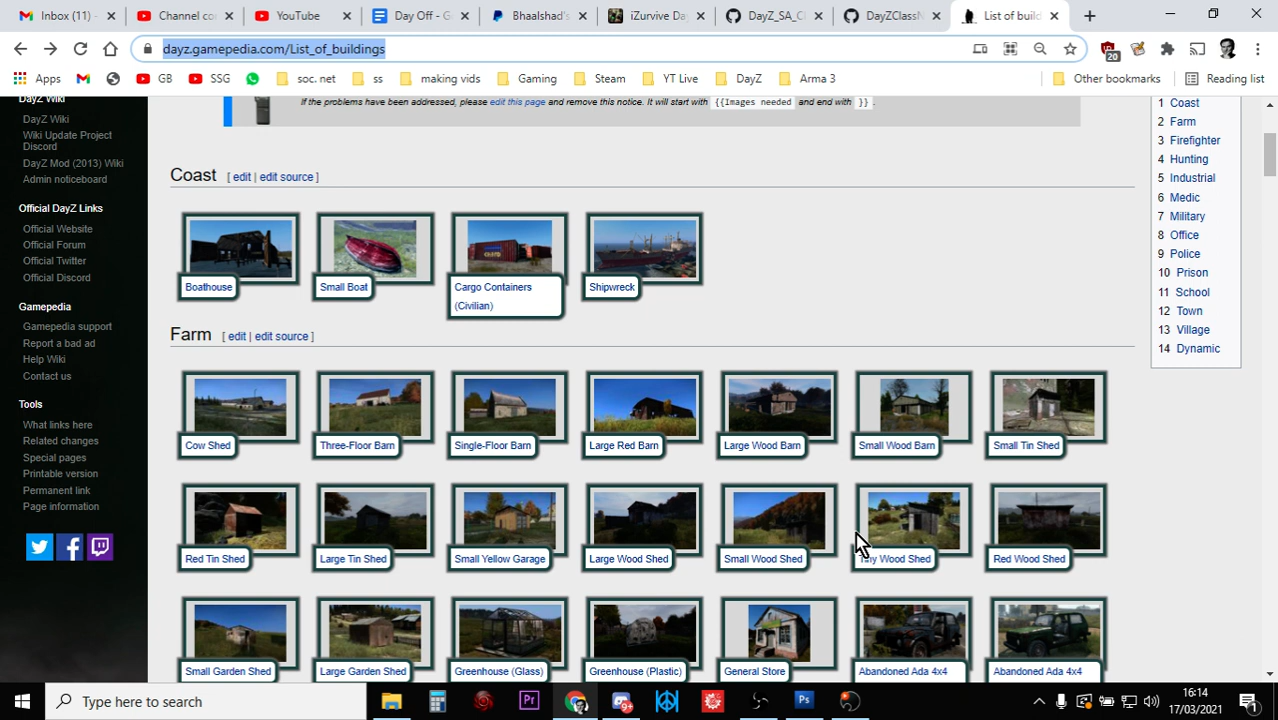 Inbox (11) -
Channel co
YouTube
Day Off - G
Bhaalshad's
iZurvive Da
DayZ_SA_C
DayZClassN
List of build
dayz.gamepedia.com/List_of_buildings
20
Apps
GB
SSG
soc. net
ss
making vids
Gaming
Steam
YT Live
DayZ
Arma 3
Other bookmarks
Reading list
DayZ Wiki
DayZ Wiki
Wiki Update Project
Discord
DayZ Mod (2013) Wiki
Admin noticeboard
Official DayZ Links
Official Website
Official Forum
Official Twitter
Official Discord
Gamepedia
Gamepedia support
Report a bad ad
Help Wiki
Contact us
Tools
What links here
Related changes
Special pages
Printable version
Permanent link
Page information
If the problems have been addressed, please edit this page and remove this notice. It will start with {{Images needed and end with }} .
Coast [ edit | edit source ]
Boathouse
Small Boat
Cargo Containers
(Civilian)
Shipwreck
Farm [ edit | edit source ]
Cow Shed
Three-Floor Barn
Single-Floor Barn
Large Red Barn
Large Wood Barn
Small Wood Barn
Small Tin Shed
Red Tin Shed
Large Tin Shed
Small Yellow Garage
Large Wood Shed
Small Wood Shed
Tiny Wood Shed
Red Wood Shed
Small Garden Shed
Large Garden Shed
Greenhouse (Glass)
Greenhouse (Plastic)
General Store
Abandoned Ada 4x4
Abandoned Ada 4x4
1 Coast
2 Farm
3 Firefighter
4 Hunting
5 Industrial
6 Medic
7 Military
8 Office
9 Police
10 Prison
11 School
12 Town
13 Village
14 Dynamic
Type here to search
Pr
Ps
16:14
17/03/2021